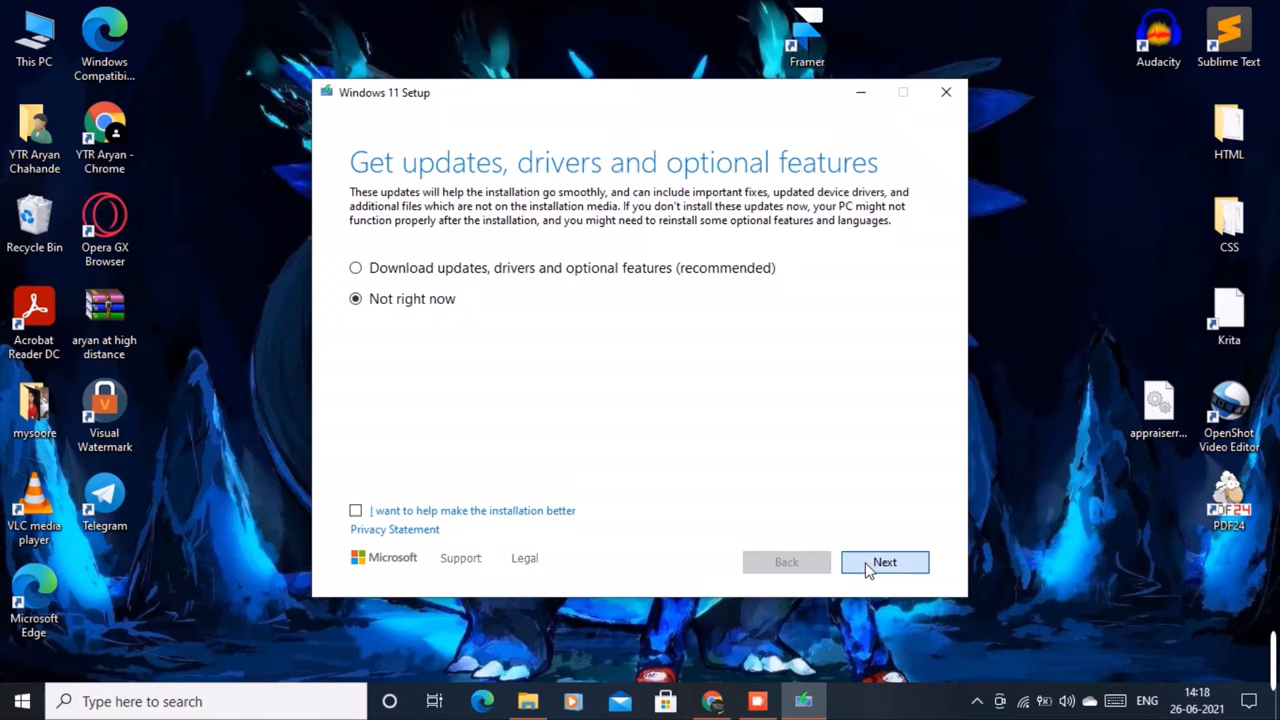 This PC
Windows
Compatibi...
Framer
Audacity
Sublime Text
Windows 11 Setup
Get updates, drivers and optional features
These updates will help the installation go smoothly, and can include important fixes, updated device drivers, and
additional files which are not on the installation media. If you don't install these updates now, your PC might not
function properly after the installation, and you might need to reinstall some optional features and languages.
Download updates, drivers and optional features (recommended)
Not right now
I want to help make the installation better
Privacy Statement
Microsoft
Support
Legal
Back
Next
YTR Aryan
Chahande
YTR Aryan -
Chrome
HTML
Recycle Bin
Opera GX
Browser
CSS
Acrobat
Reader DC
aryan at high
distance
Krita
mysoore
Visual
Watermark
appraiserr...
OpenShot
Video Editor
VLC media
player
Telegram
PDF24
Microsoft
Edge
Type here to search
ENG
14:18
26-06-2021